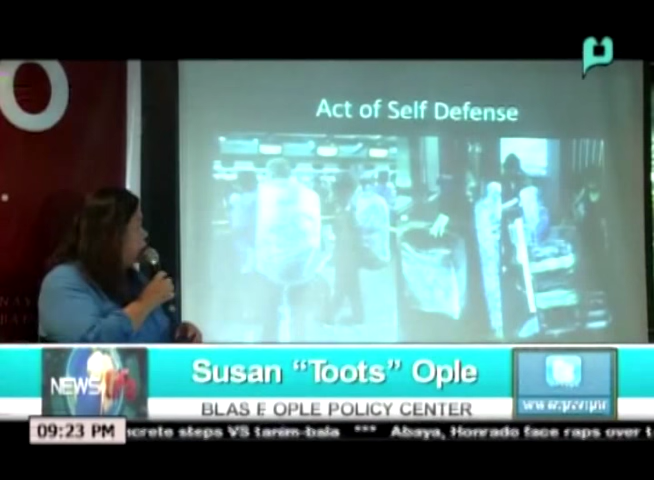 O
Act of Self Defense
Susan "Toots" Ople
NEWS
BLAS F OPLE POLICY CENTER
09:23 PM
crete steps VS tanim-bala *** Abaya, Honrado face raps over t